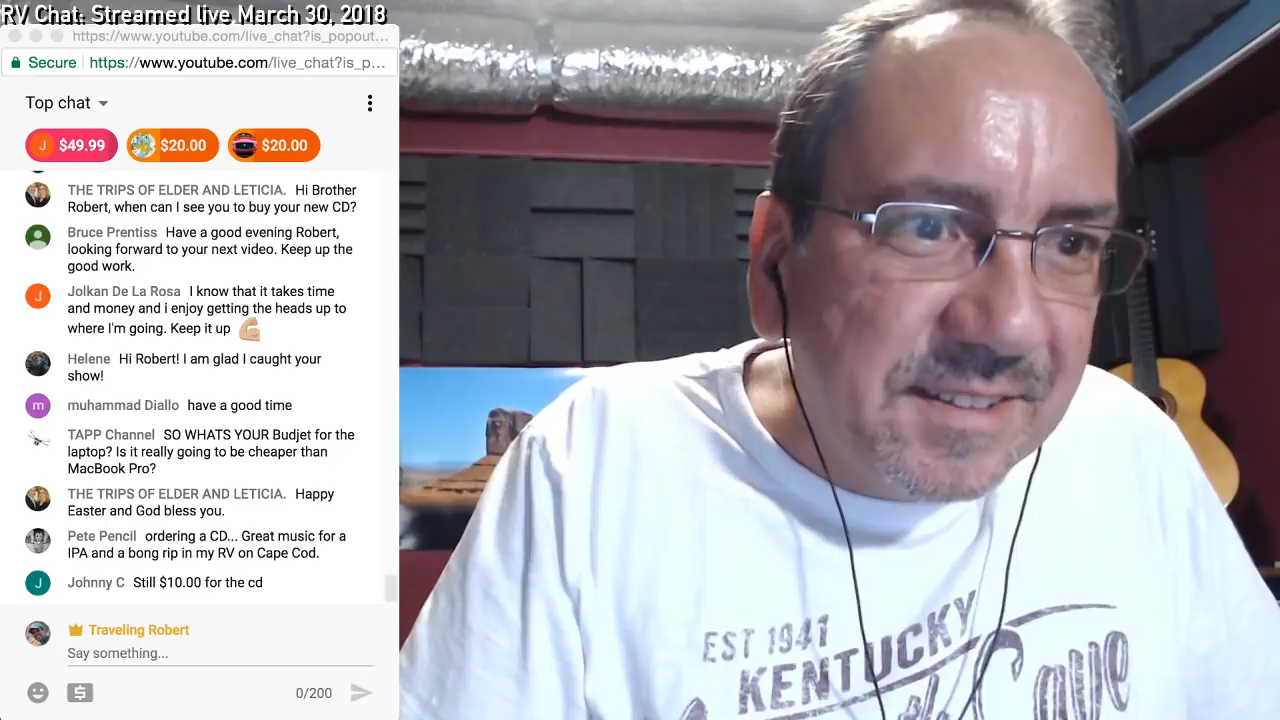 RV Chat: Streamed live March 30, 2018
https://www.youtube.com/live_chat?is_popout...
Secure https://www.youtube.com/live_chat?is_p...
Top chat
J $49.99 $20.00 $20.00
THE TRIPS OF ELDER AND LETICIA. Hi Brother
Robert, when can I see you to buy your new CD?
Bruce Prentiss Have a good evening Robert,
looking forward to your next video. Keep up the
good work.
J Jolkan De La Rosa I know that it takes time
and money and i enjoy getting the heads up to
where I'm going. Keep it up 💪🏼
Helene Hi Robert! I am glad I caught your
show!
m muhammad Diallo have a good time
TAPP Channel SO WHATS YOUR Budjet for the
laptop? Is it really going to be cheaper than
MacBook Pro?
THE TRIPS OF ELDER AND LETICIA. Happy
Easter and God bless you.
Pete Pencil ordering a CD... Great music for a
IPA and a bong rip in my RV on Cape Cod.
J Johnny C Still $10.00 for the cd
Traveling Robert
Say something...
0/200
EST 1941
KENTUCKY
Cave